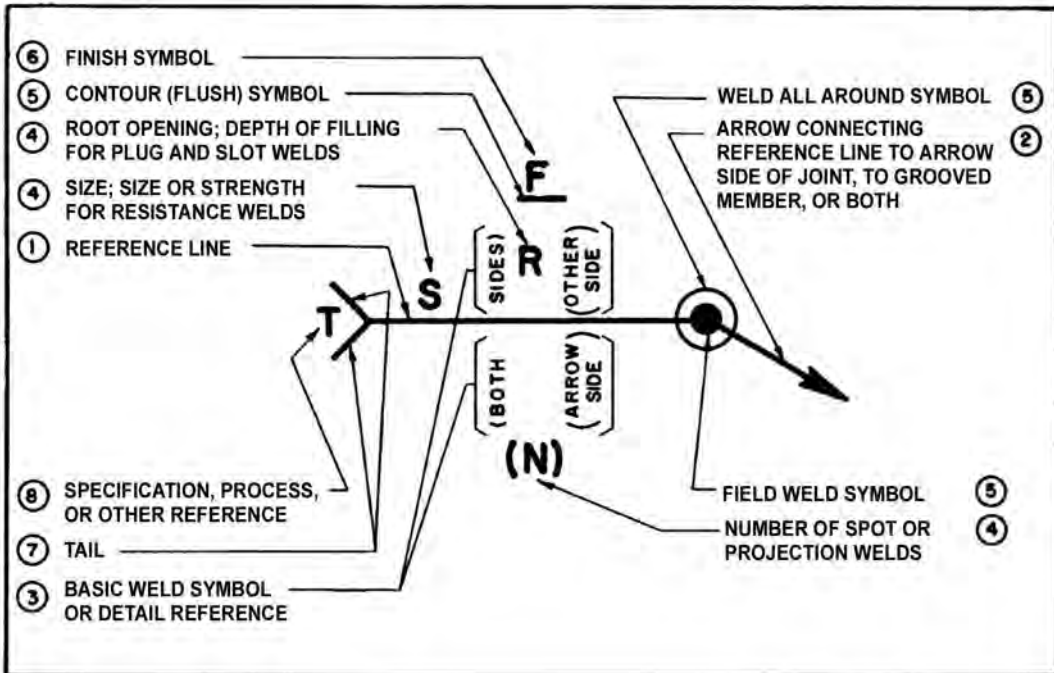 ⑥ FINISH SYMBOL
⑤ CONTOUR (FLUSH) SYMBOL
④ ROOT OPENING; DEPTH OF FILLING
FOR PLUG AND SLOT WELDS
④ SIZE; SIZE OR STRENGTH
FOR RESISTANCE WELDS
① REFERENCE LINE
⑧ SPECIFICATION, PROCESS,
OR OTHER REFERENCE
⑦ TAIL
③ BASIC WELD SYMBOL
OR DETAIL REFERENCE
F
R
S
T
(BOTH
SIDES)
(ARROW)
SIDE
(OTHER)
SIDE
(N)
WELD ALL AROUND SYMBOL ⑤
ARROW CONNECTING
REFERENCE LINE TO ARROW ②
SIDE OF JOINT, TO GROOVED
MEMBER, OR BOTH
FIELD WELD SYMBOL ⑤
NUMBER OF SPOT OR ④
PROJECTION WELDS